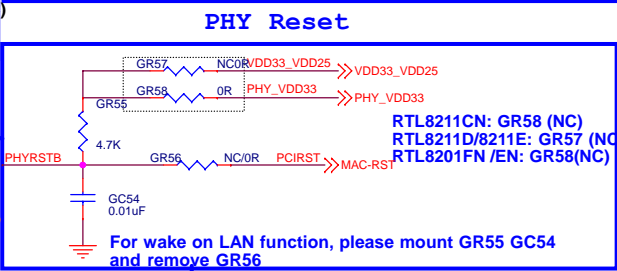 )
PHY Reset
GR57 NC0R VDD33_VDD25 VDD33_VDD25
GR58 0R PHY_VDD33 PHY_VDD33
GR55
4.7K
RTL8211CN: GR58 (NC)
RTL8211D/8211E: GR57 (NC
RTL8201FN /EN: GR58(NC)
PHYRSTB GR56 NC/0R PCIRST MAC-RST
GC54
0.01uF
For wake on LAN function, please mount GR55 GC54
and remove GR56